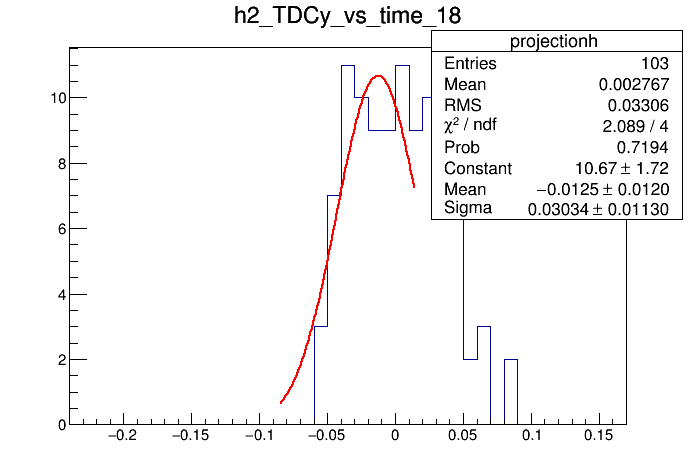 h2_TDCy_vs_time_18
projectionh
Entries 103
Mean 0.002767
RMS 0.03306
χ² / ndf 2.089 / 4
Prob 0.7194
Constant 10.67 ± 1.72
Mean −0.0125 ± 0.0120
Sigma 0.03034 ± 0.01130
10
8
6
4
2
0
−0.2 −0.15 −0.1 −0.05 0 0.05 0.1 0.15